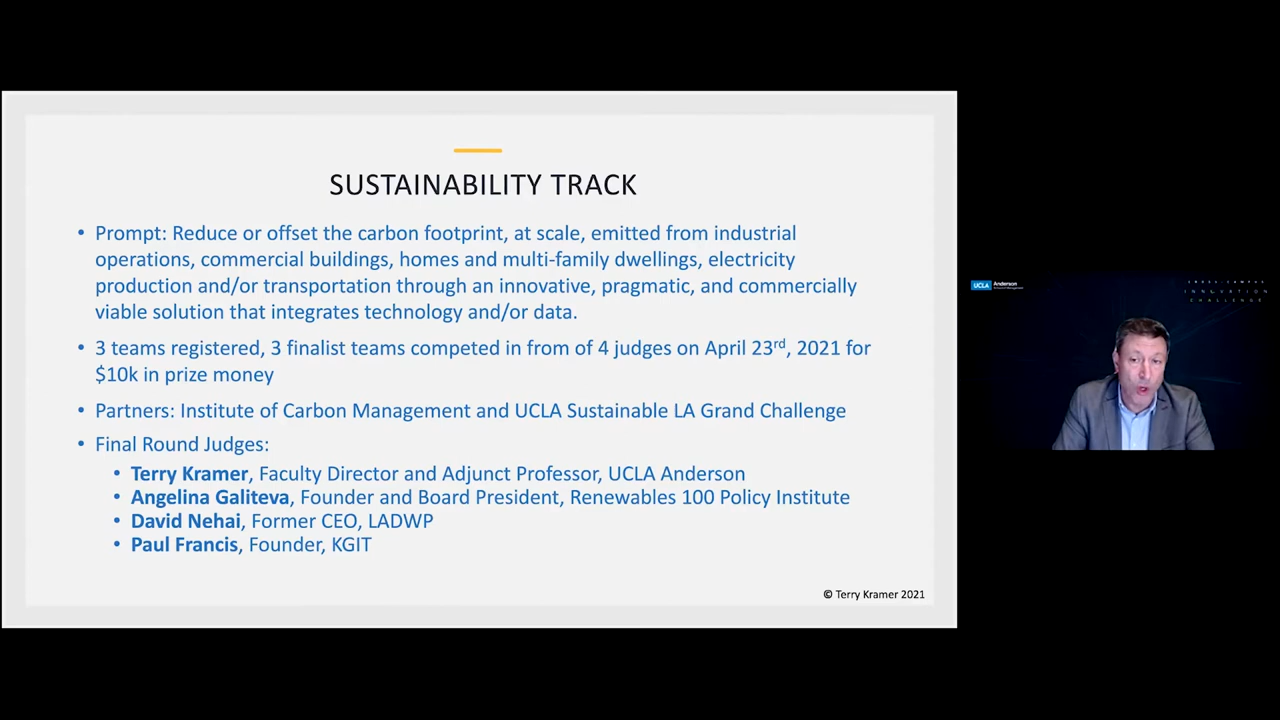 SUSTAINABILITY TRACK
• Prompt: Reduce or offset the carbon footprint, at scale, emitted from industrial
operations, commercial buildings, homes and multi-family dwellings, electricity
production and/or transportation through an innovative, pragmatic, and commercially
viable solution that integrates technology and/or data.
• 3 teams registered, 3 finalist teams competed in from of 4 judges on April 23rd, 2021 for
$10k in prize money
• Partners: Institute of Carbon Management and UCLA Sustainable LA Grand Challenge
• Final Round Judges:
• Terry Kramer, Faculty Director and Adjunct Professor, UCLA Anderson
• Angelina Galiteva, Founder and Board President, Renewables 100 Policy Institute
• David Nehai, Former CEO, LADWP
• Paul Francis, Founder, KGIT
© Terry Kramer 2021
UCLA Anderson
INNOVATION
CHALLENGE